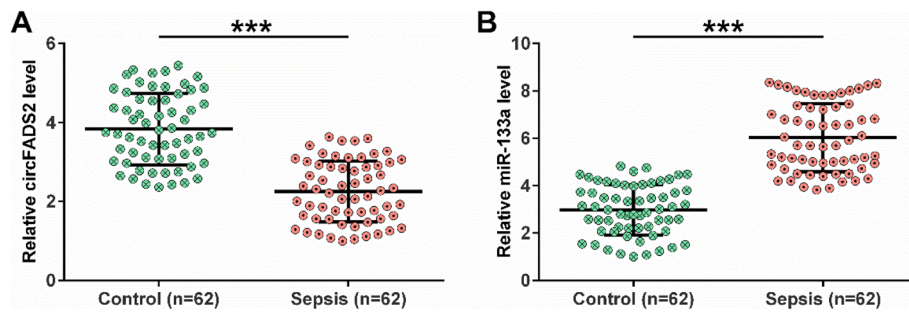 A
Relative circFADS2 level
6
4
2
0
***
Control (n=62)
Sepsis (n=62)
B
Relative miR-133a level
10
8
6
4
2
0
***
Control (n=62)
Sepsis (n=62)